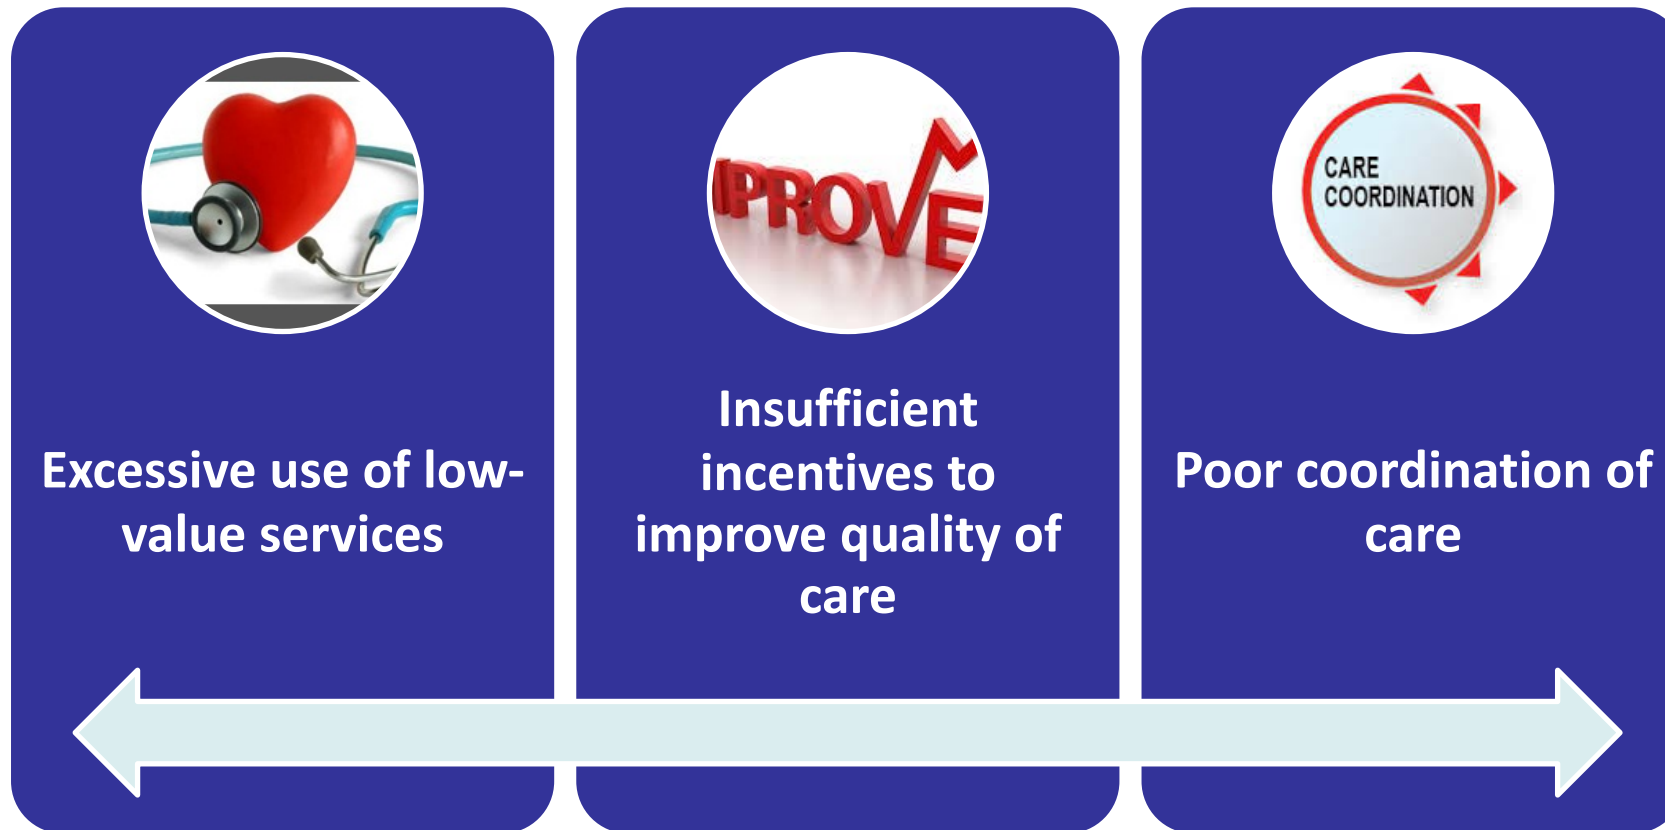 Excessive use of low-
value services
IPROVE
Insufficient
incentives to
improve quality of
care
CARE
COORDINATION
Poor coordination of
care